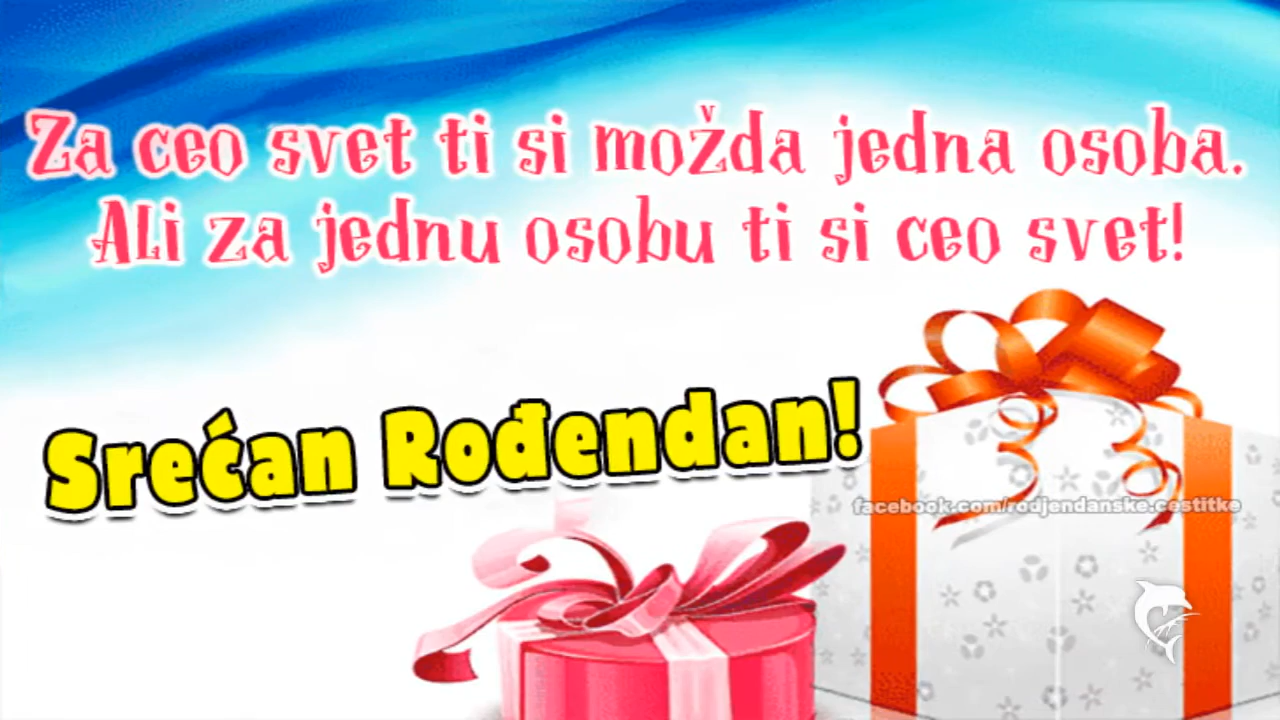 Za ceo svet ti si možda jedna osoba.
Ali za jednu osobu ti si ceo svet!
Srećan Rođendan!
facebook.com/rodjendanske.cestitke